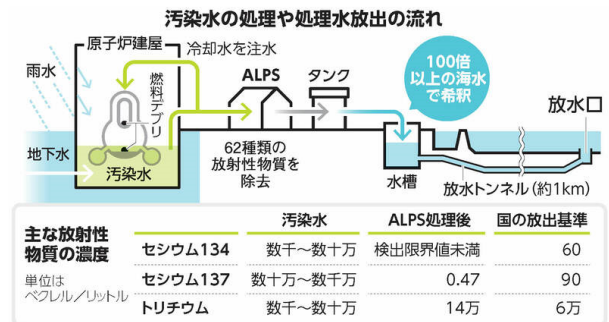 汚染水の処理や処理水放出の流れ
原子炉建屋
冷却水を注水
雨水
燃料デブリ
地下水
汚染水
ALPS
62種類の
放射性物質を
除去
タンク
100倍
以上の海水
で希釈
水槽
放水口
放水トンネル(約1km)
主な放射性
物質の濃度
単位は
ベクレル/リットル
汚染水 ALPS処理後 国の放出基準
セシウム134 数千〜数十万 検出限界値未満 60
セシウム137 数十万〜数千万 0.47 90
トリチウム 数千〜数十万 14万 6万